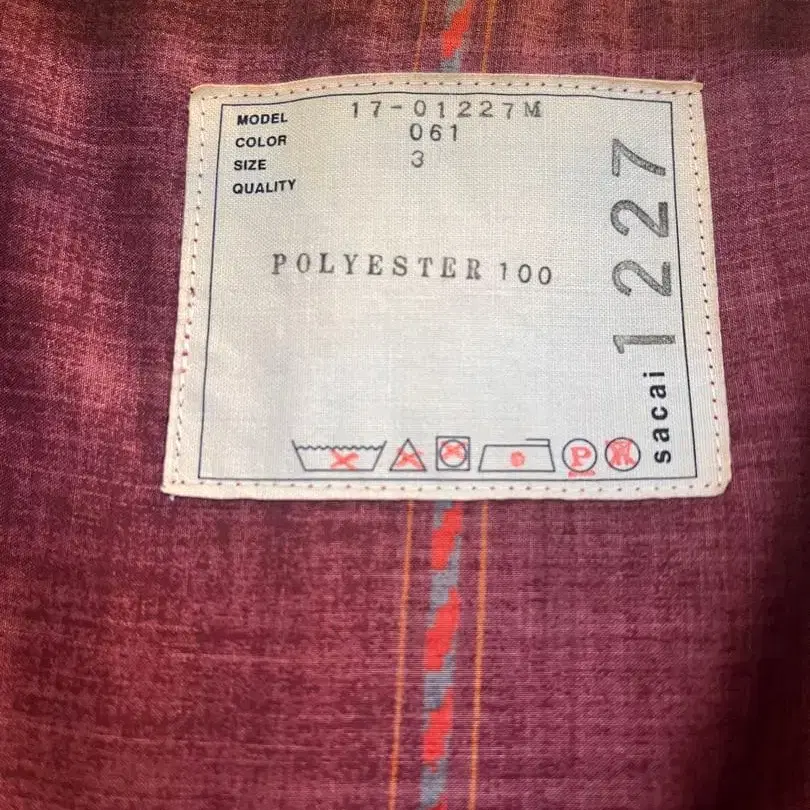 MODEL 17-01227M
COLOR 061
SIZE 3
QUALITY
POLYESTER 100
P W
sacai 1227